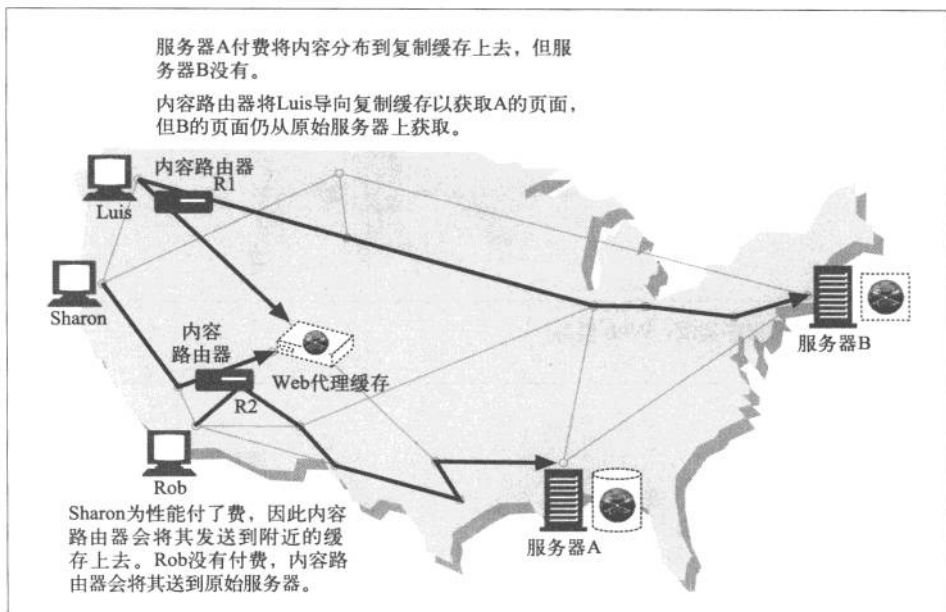 服务器A付费将内容分布到复制缓存上去，但服
务器B没有。
内容路由器将Luis导向复制缓存以获取A的页面，
但B的页面仍从原始服务器上获取。
内容路由器
R1
Luis
Sharon
内容
路由器
R2
Web代理缓存
服务器B
Rob
服务器A
Sharon为性能付了费，因此内容
路由器会将其发送到附近的缓
存上去。Rob没有付费，内容路
由器会将其送到原始服务器。